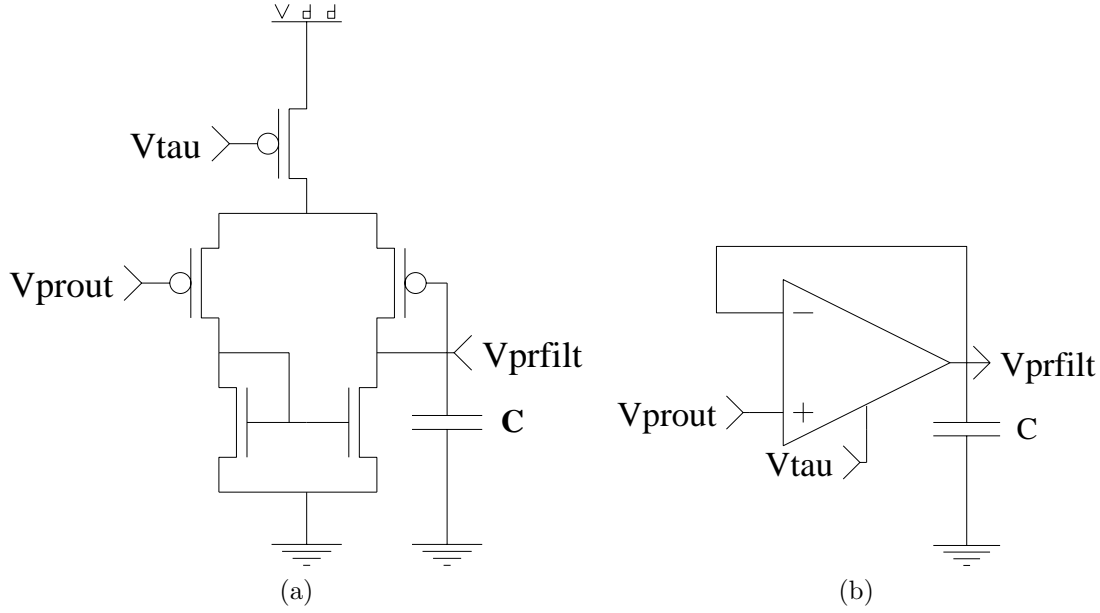 Vdd
Vtau
Vprout
Vprfilt
C
(a)
−
+
Vprout
Vtau
Vprfilt
C
(b)